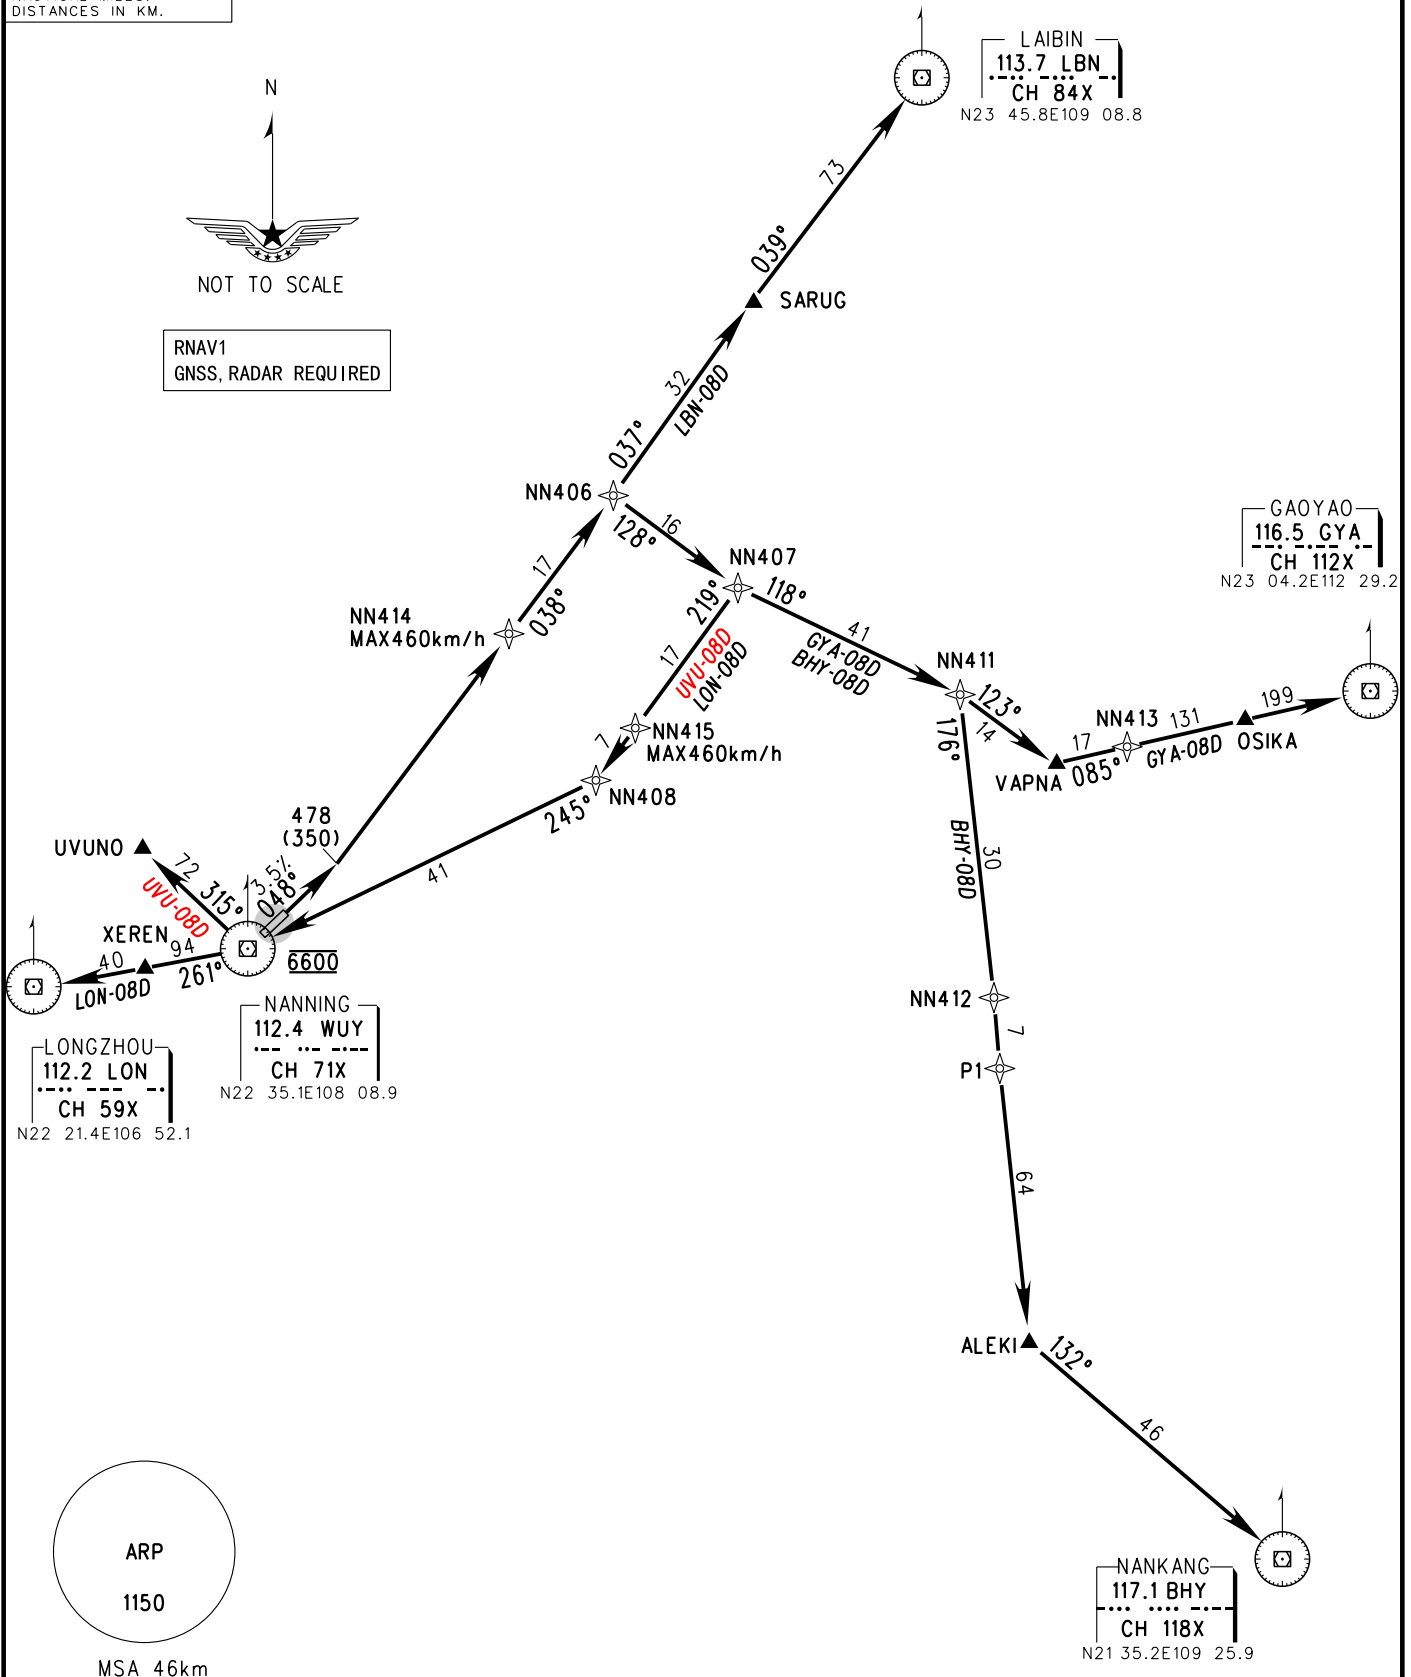 DISTANCES IN KM.
LAIBIN
113.7 LBN
CH 84X
N23 45.8E109 08.8
N
NOT TO SCALE
RNAV1
GNSS, RADAR REQUIRED
73
039°
SARUG
32
LBN-08D
037°
NN406
16
128°
NN407
GAOYAO
116.5 GYA
CH 112X
N23 04.2E112 29.2
17
038°
NN414
MAX460km/h
219°
118°
41
GYA-08D
BHY-08D
17
UVU-08D
LON-08D
NN411
123°
14
176°
NN413
131
199
17
GYA-08D
OSIKA
VAPNA
085°
NN415
MAX460km/h
7
NN408
245°
41
478
(350)
3.5%
048°
UVUNO
72
315°
UVU-08D
XEREN
94
40
261°
LON-08D
6600
BHY-08D
30
NANNING
112.4 WUY
CH 71X
N22 35.1E108 08.9
LONGZHOU
112.2 LON
CH 59X
N22 21.4E106 52.1
NN412
7
P1
64
ALEKI
132°
46
ARP
1150
MSA 46km
NANKANG
117.1 BHY
CH 118X
N21 35.2E109 25.9